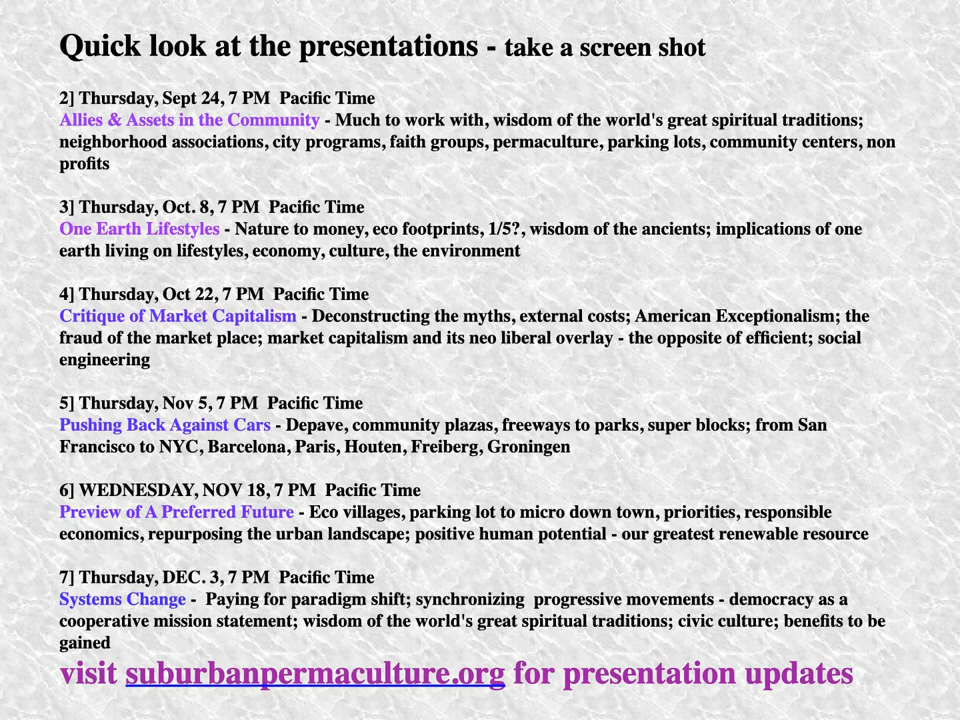 Quick look at the presentations - take a screen shot
2] Thursday, Sept 24, 7 PM  Pacific Time
Allies & Assets in the Community - Much to work with, wisdom of the world's great spiritual traditions;
neighborhood associations, city programs, faith groups, permaculture, parking lots, community centers, non
profits
3] Thursday, Oct. 8, 7 PM  Pacific Time
One Earth Lifestyles - Nature to money, eco footprints, 1/5?, wisdom of the ancients; implications of one
earth living on lifestyles, economy, culture, the environment
4] Thursday, Oct 22, 7 PM  Pacific Time
Critique of Market Capitalism - Deconstructing the myths, external costs; American Exceptionalism; the
fraud of the market place; market capitalism and its neo liberal overlay - the opposite of efficient; social
engineering
5] Thursday, Nov 5, 7 PM  Pacific Time
Pushing Back Against Cars - Depave, community plazas, freeways to parks, super blocks; from San
Francisco to NYC, Barcelona, Paris, Houten, Freiberg, Groningen
6] WEDNESDAY, NOV 18, 7 PM  Pacific Time
Preview of A Preferred Future - Eco villages, parking lot to micro down town, priorities, responsible
economics, repurposing the urban landscape; positive human potential - our greatest renewable resource
7] Thursday, DEC. 3, 7 PM  Pacific Time
Systems Change -  Paying for paradigm shift; synchronizing  progressive movements - democracy as a
cooperative mission statement; wisdom of the world's great spiritual traditions; civic culture; benefits to be
gained
visit suburbanpermaculture.org for presentation updates